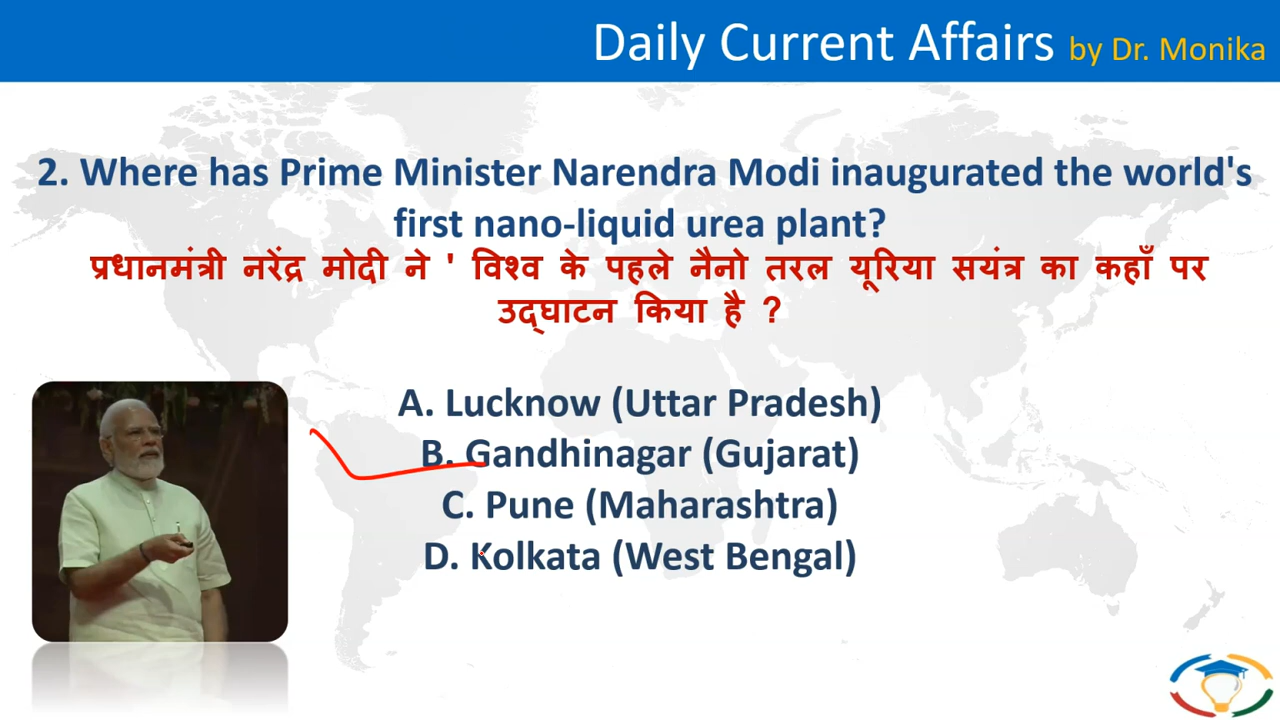 Daily Current Affairs by Dr. Monika
2. Where has Prime Minister Narendra Modi inaugurated the world's
first nano-liquid urea plant?
प्रधानमंत्री नरेंद्र मोदी ने ' विश्व के पहले नैनो तरल यूरिया सयंत्र का कहाँ पर
उद्घाटन किया है ?
A. Lucknow (Uttar Pradesh)
B. Gandhinagar (Gujarat)
C. Pune (Maharashtra)
D. Kolkata (West Bengal)